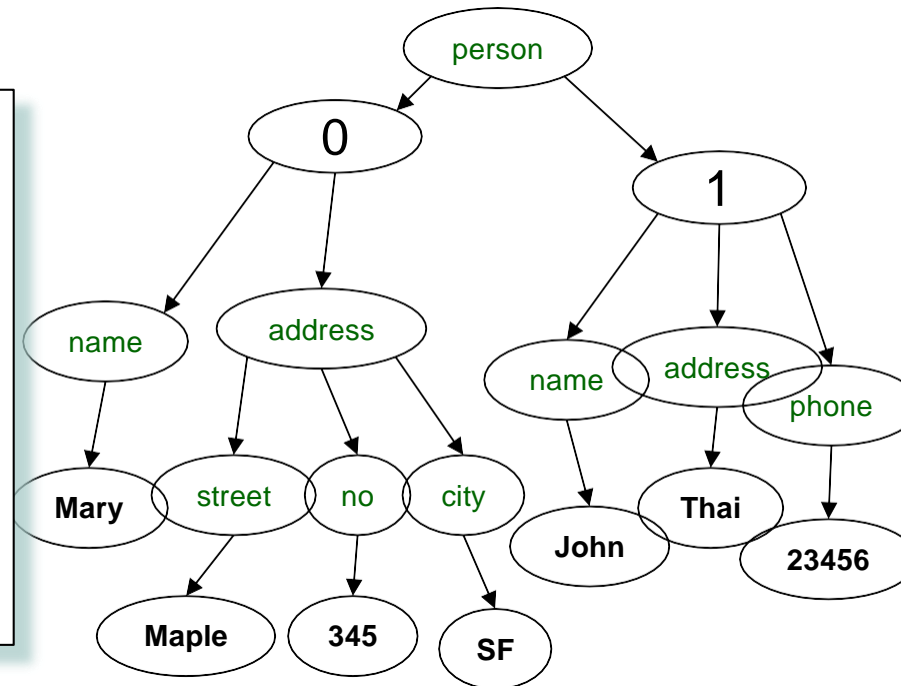 person
0
1
name
address
name
address
phone
Mary
street
no
city
John
Thai
23456
Maple
345
SF